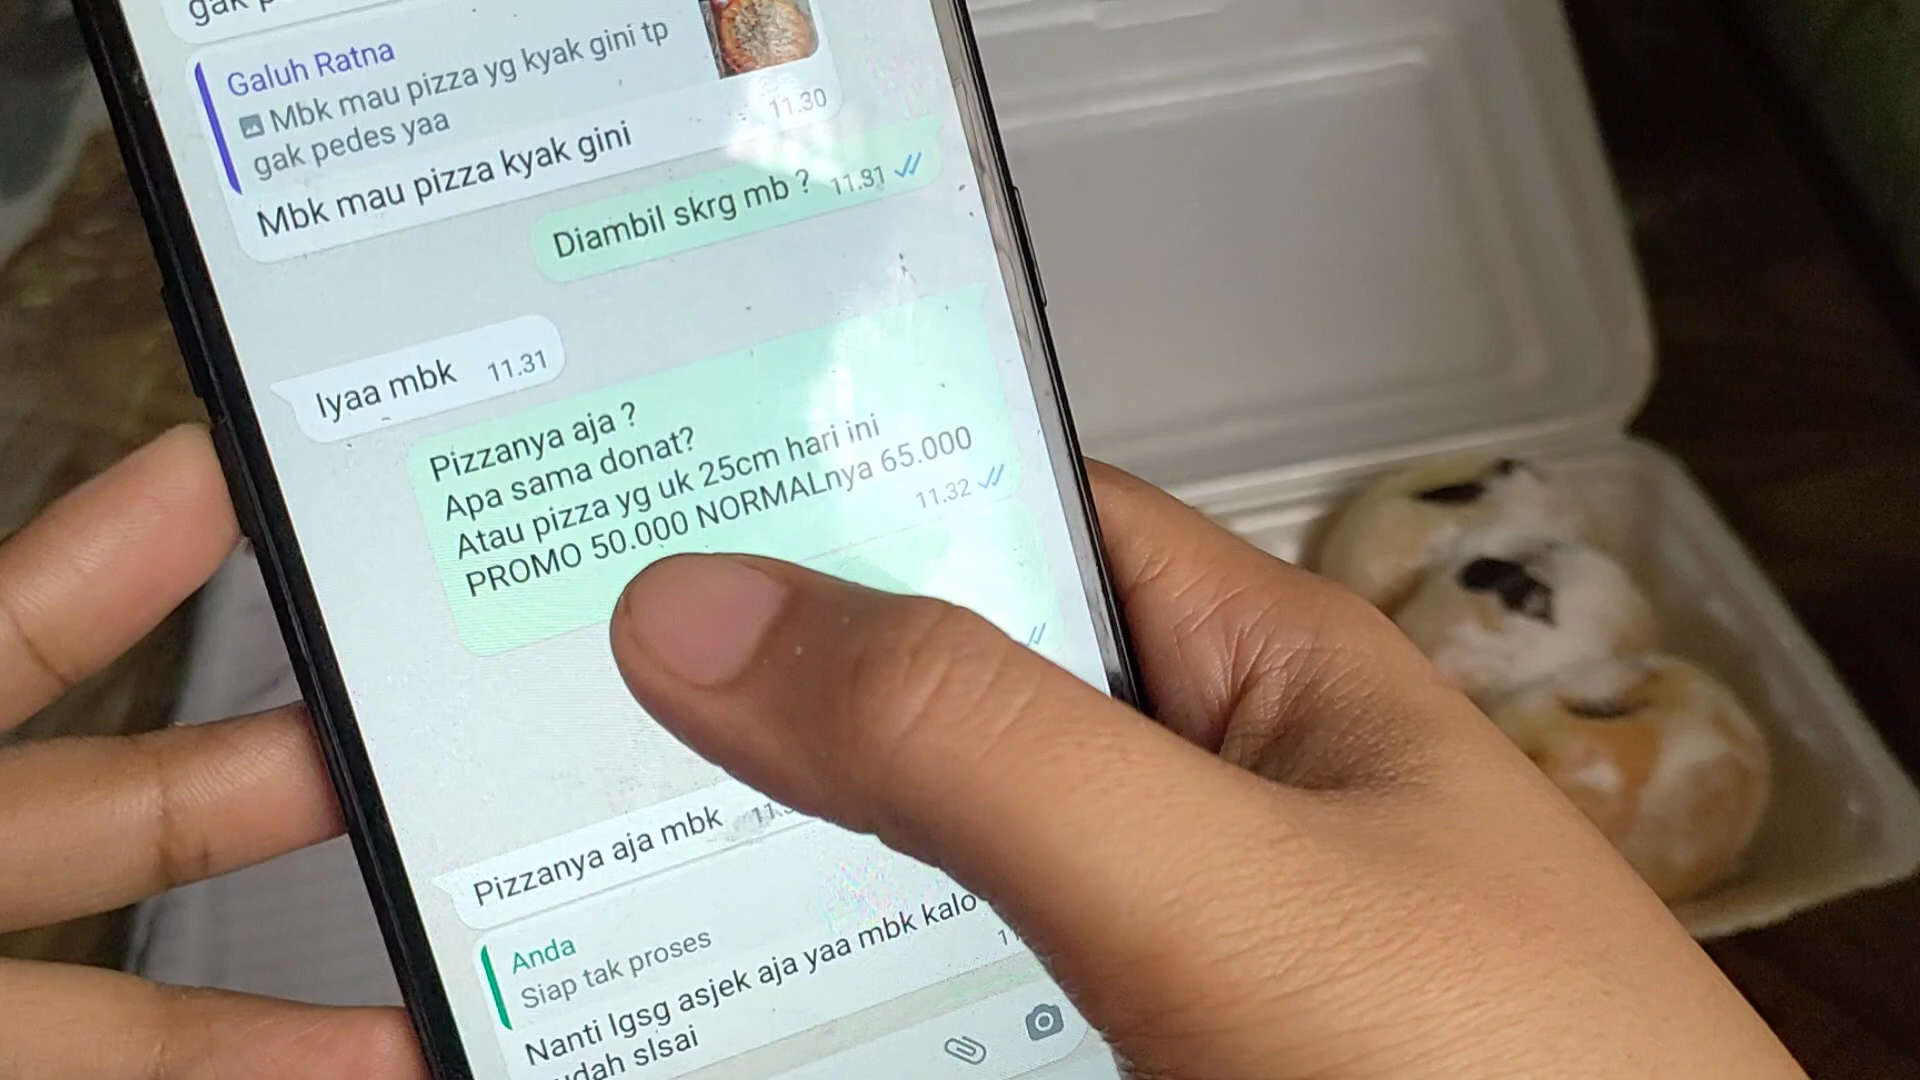 gak
Galuh Ratna
Mbk mau pizza yg kyak gini tp
gak pedes yaa
Mbk mau pizza kyak gini
11.30
Diambil skrg mb ? 11.31
Iyaa mbk 11.31
Pizzanya aja ?
Apa sama donat?
Atau pizza yg uk 25cm hari ini
PROMO 50.000 NORMALnya 65.000
11.32
Pizzanya aja mbk
Anda
Siap tak proses
Nanti lgsg asjek aja yaa mbk kalo
slsai